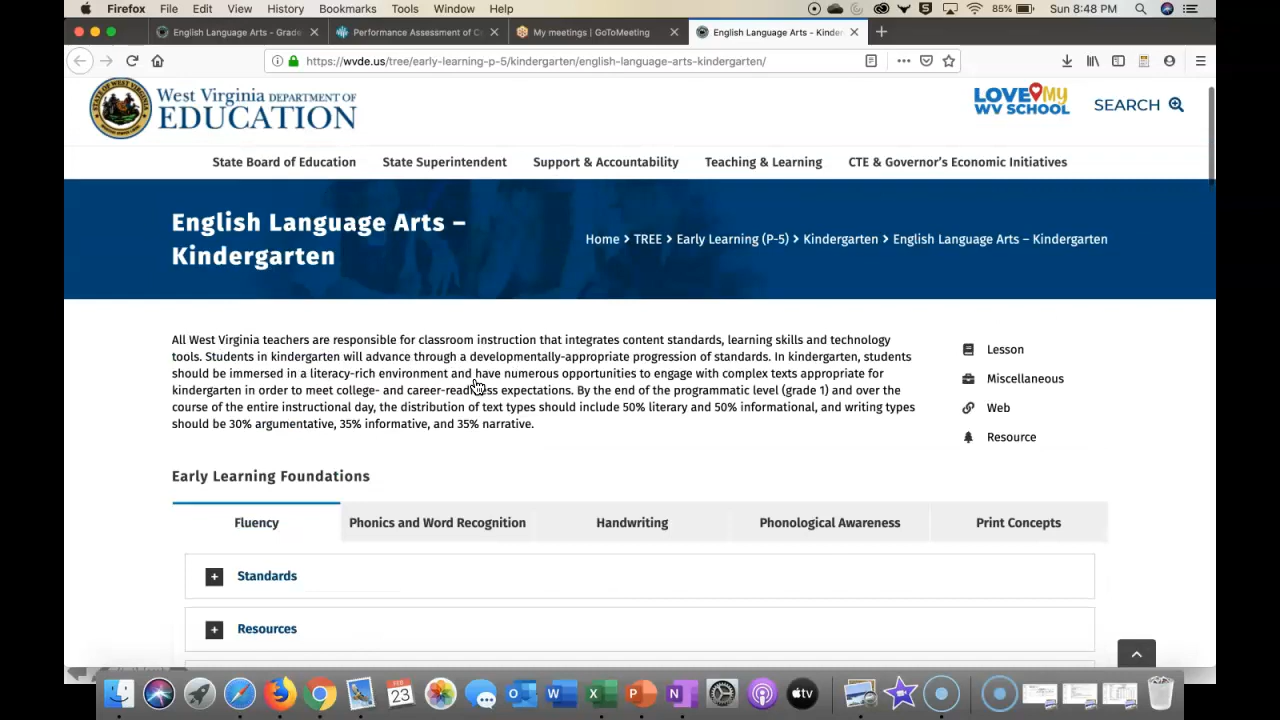 Firefox File Edit View History Bookmarks Tools Window Help 85% Sun 8:48 PM
English Language Arts - Grade
Performance Assessment of C
My meetings | GoToMeeting
English Language Arts - Kinder
https://wvde.us/tree/early-learning-p-5/kindergarten/english-language-arts-kindergarten/
West Virginia DEPARTMENT OF
EDUCATION
LOVE My
WV SCHOOL
SEARCH
State Board of Education State Superintendent Support & Accountability Teaching & Learning CTE & Governor's Economic Initiatives
English Language Arts –
Kindergarten
Home > TREE > Early Learning (P-5) > Kindergarten > English Language Arts – Kindergarten
All West Virginia teachers are responsible for classroom instruction that integrates content standards, learning skills and technology
tools. Students in kindergarten will advance through a developmentally-appropriate progression of standards. In kindergarten, students
should be immersed in a literacy-rich environment and have numerous opportunities to engage with complex texts appropriate for
kindergarten in order to meet college- and career-readiness expectations. By the end of the programmatic level (grade 1) and over the
course of the entire instructional day, the distribution of text types should include 50% literary and 50% informational, and writing types
should be 30% argumentative, 35% informative, and 35% narrative.
Lesson
Miscellaneous
Web
Resource
Early Learning Foundations
Fluency Phonics and Word Recognition Handwriting Phonological Awareness Print Concepts
Standards
Resources
FEB
23
tv